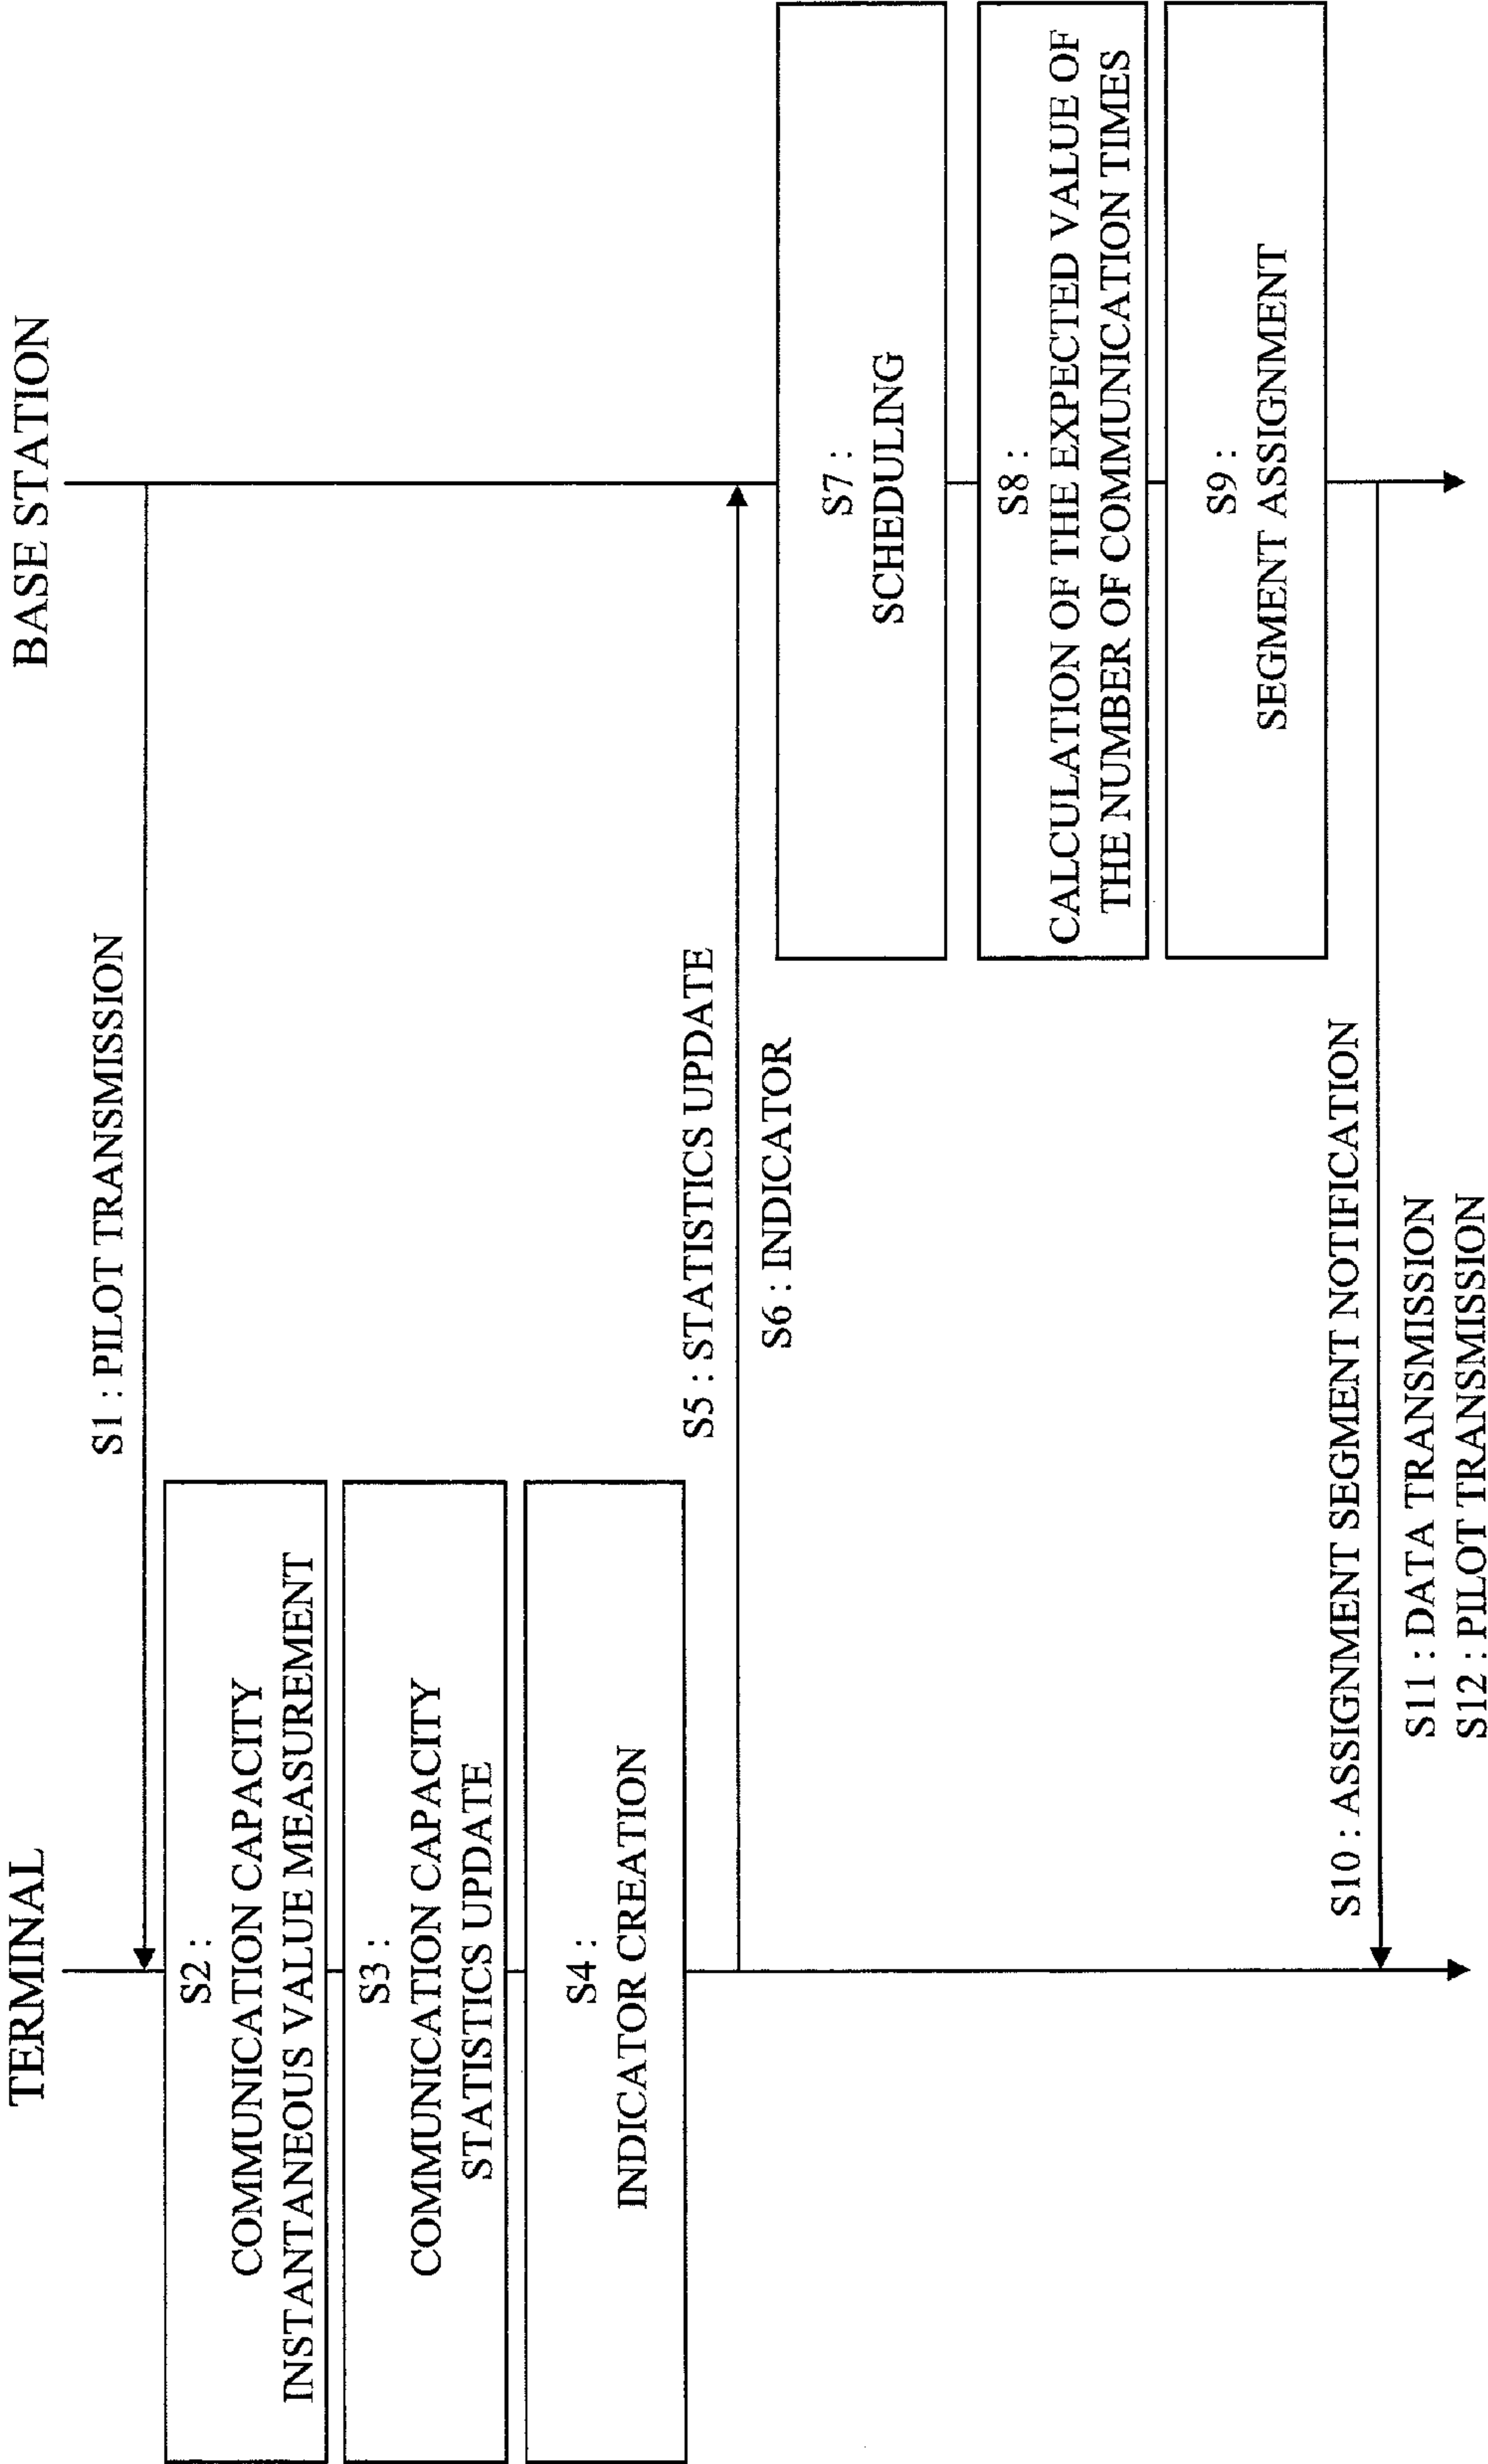 TERMINAL
BASE STATION
S1 : PILOT TRANSMISSION
S2 :
COMMUNICATION CAPACITY
INSTANTANEOUS VALUE MEASUREMENT
S3 :
COMMUNICATION CAPACITY
STATISTICS UPDATE
S4 :
INDICATOR CREATION
S5 : STATISTICS UPDATE
S6 : INDICATOR
S7 :
SCHEDULING
S8 :
CALCULATION OF THE EXPECTED VALUE OF
THE NUMBER OF COMMUNICATION TIMES
S9 :
SEGMENT ASSIGNMENT
S10 : ASSIGNMENT SEGMENT NOTIFICATION
S11 : DATA TRANSMISSION
S12 : PILOT TRANSMISSION